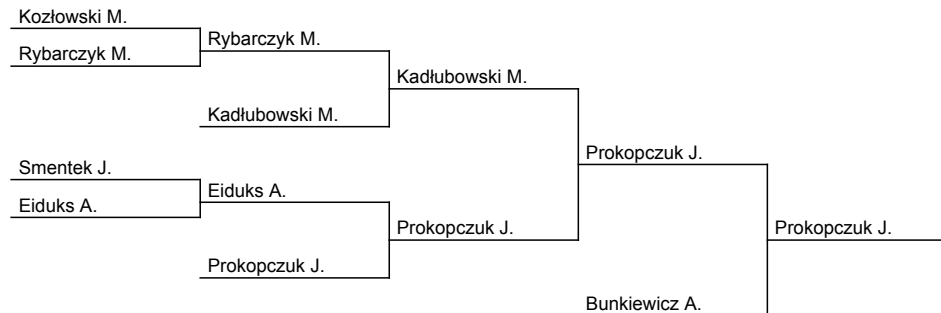 Kozłowski M.
Rybarczyk M.
Rybarczyk M.
Kadłubowski M.
Kadłubowski M.
Smentek J.
Prokopczuk J.
Eiduks A.
Eiduks A.
Prokopczuk J.
Prokopczuk J.
Prokopczuk J.
Bunkiewicz A.